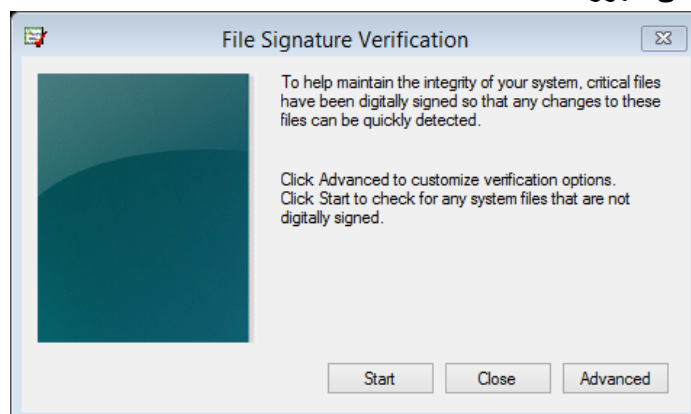 File Signature Verification
To help maintain the integrity of your system, critical files
have been digitally signed so that any changes to these
files can be quickly detected.
Click Advanced to customize verification options.
Click Start to check for any system files that are not
digitally signed.
Start Close Advanced